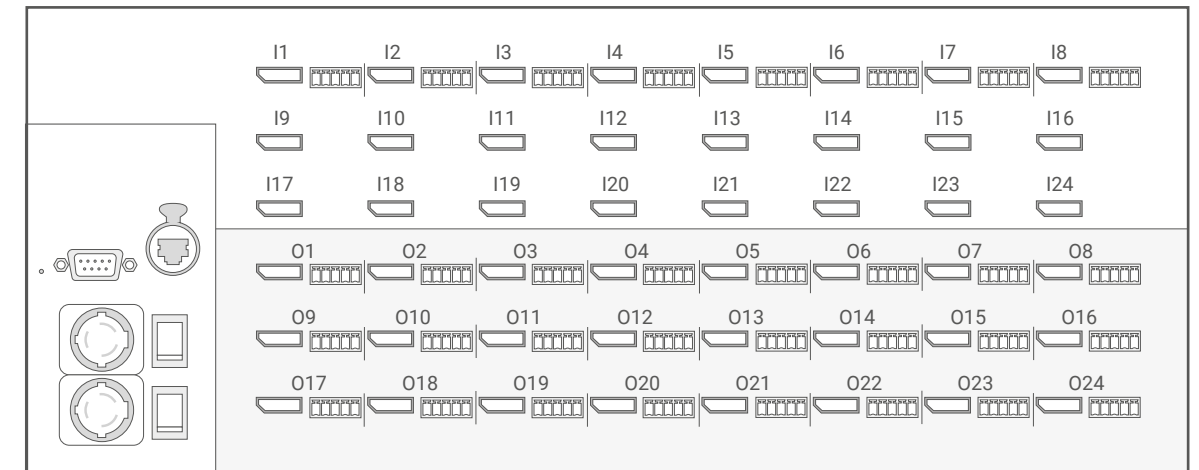 I1 I2 I3 I4 I5 I6 I7 I8
I9 I10 I11 I12 I13 I14 I15 I16
I17 I18 I19 I20 I21 I22 I23 I24
O1 O2 O3 O4 O5 O6 O7 O8
O9 O10 O11 O12 O13 O14 O15 O16
O17 O18 O19 O20 O21 O22 O23 O24